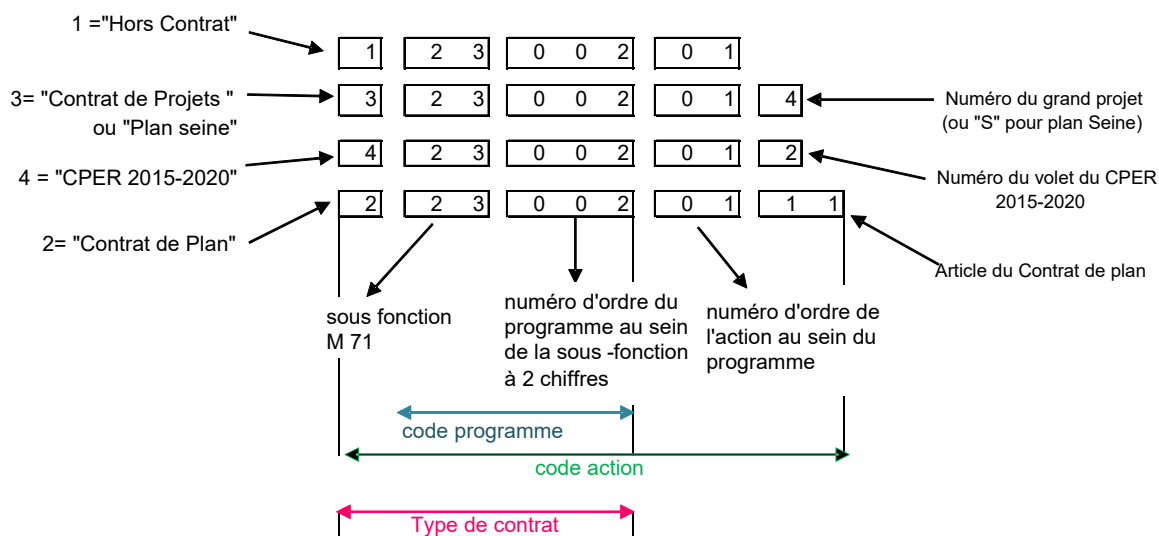 1 ="Hors Contrat"
1 2 3 0 0 2 0 1
3= "Contrat de Projets "
ou "Plan seine"
3 2 3 0 0 2 0 1 4
Numéro du grand projet
(ou "S" pour plan Seine)
4 = "CPER 2015-2020"
4 2 3 0 0 2 0 1 2
Numéro du volet du CPER
2015-2020
2= "Contrat de Plan"
2 2 3 0 0 2 0 1 1 1
Article du Contrat de plan
sous fonction
M 71
numéro d'ordre du
programme au sein
de la sous -fonction
à 2 chiffres
numéro d'ordre de
l'action au sein du
programme
code programme
code action
Type de contrat